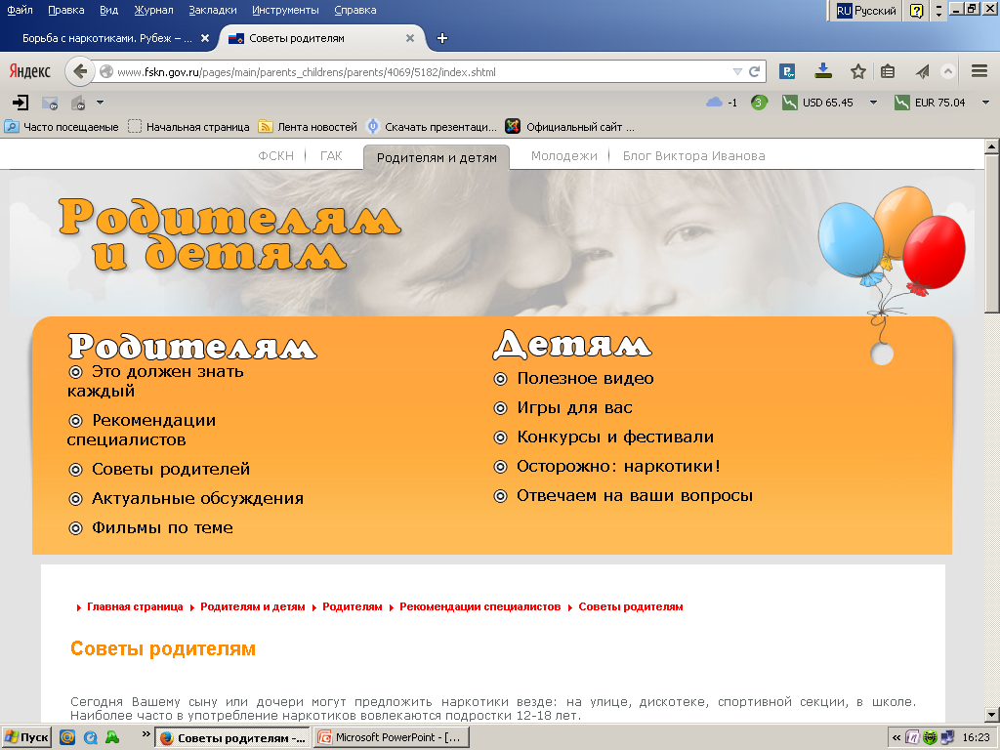 Файл Правка Вид Журнал Закладки Инструменты Справка
RU Русский
Борьба с наркотиками. Рубеж – ...
Советы родителям
Яндекс
www.fskn.gov.ru/pages/main/parents_childrens/parents/4069/5182/index.shtml
-1
3
USD 65.45
EUR 75.04
Часто посещаемые
Начальная страница
Лента новостей
Скачать презентаци...
Официальный сайт ...
ФСКН
ГАК
Родителям и детям
Молодежи
Блог Виктора Иванова
Родителям
и детям
Родителям
Это должен знать
каждый
Рекомендации
специалистов
Советы родителей
Актуальные обсуждения
Фильмы по теме
Детям
Полезное видео
Игры для вас
Конкурсы и фестивали
Осторожно: наркотики!
Отвечаем на ваши вопросы
Главная страница Родителям и детям Родителям Рекомендации специалистов Советы родителям
Советы родителям
Сегодня Вашему сыну или дочери могут предложить наркотики везде: на улице, дискотеке, спортивной секции, в школе.
Наиболее часто в употребление наркотиков вовлекаются подростки 12-18 лет.
Пуск
Советы родителям -...
Microsoft PowerPoint - [...
16:23